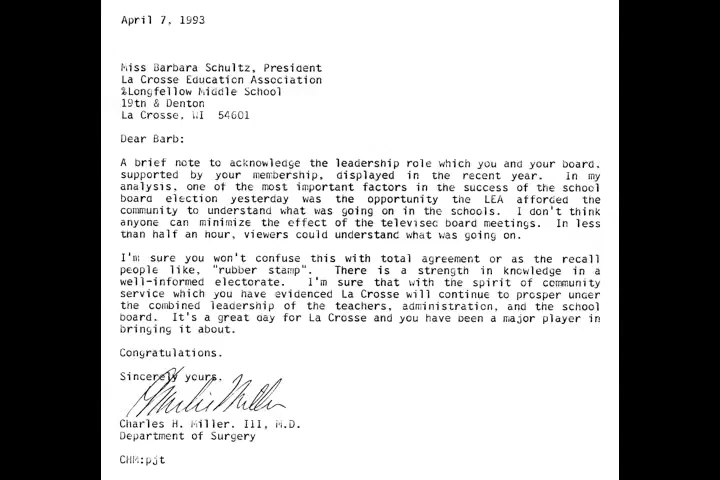 April 7, 1993
Miss Barbara Schultz, President
La Crosse Education Association
%Longfellow Middle School
19th & Denton
La Crosse, WI 54601
Dear Barb:
A brief note to acknowledge the leadership role which you and your board,
supported by your membership, displayed in the recent year. In my
analysis, one of the most important factors in the success of the school
board election yesterday was the opportunity the LEA afforded the
community to understand what was going on in the schools. I don't think
anyone can minimize the effect of the televised board meetings. In less
than half an hour, viewers could understand what was going on.
I'm sure you won't confuse this with total agreement or as the recall
people like, "rubber stamp". There is a strength in knowledge in a
well-informed electorate. I'm sure that with the spirit of community
service which you have evidenced La Crosse will continue to prosper under
the combined leadership of the teachers, administration, and the school
board. It's a great day for La Crosse and you have been a major player in
bringing it about.
Congratulations.
Sincerely yours,
Charlie Miller
Charles H. Miller, III, M.D.
Department of Surgery
CHM:pjt